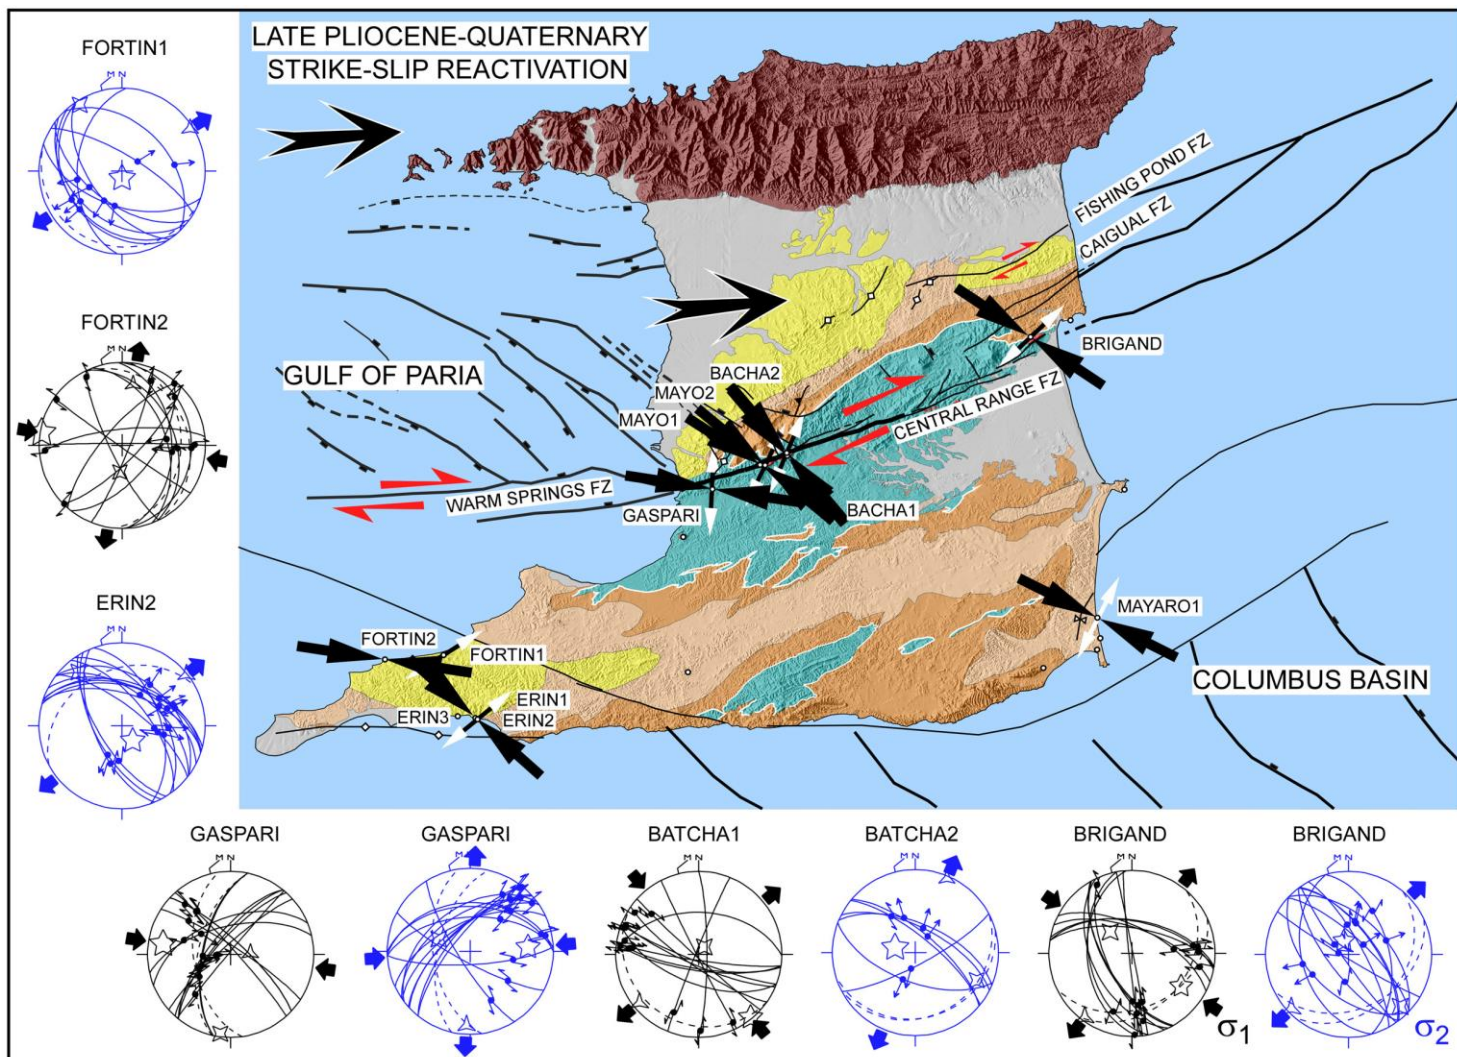 FORTIN1
M N
FORTIN2
M N
ERIN2
M N
LATE PLIOCENE-QUATERNARY
STRIKE-SLIP REACTIVATION
FISHING POND FZ
CAIGUAL FZ
BRIGAND
GULF OF PARIA
BACHA2
MAYO2
MAYO1
CENTRAL RANGE FZ
WARM SPRINGS FZ
GASPARI
BACHA1
MAYARO1
FORTIN2
FORTIN1
ERIN1
ERIN3
ERIN2
COLUMBUS BASIN
GASPARI
M N
GASPARI
M N
BATCHA1
M N
BATCHA2
M N
BRIGAND
M N
σ1
BRIGAND
M N
σ2